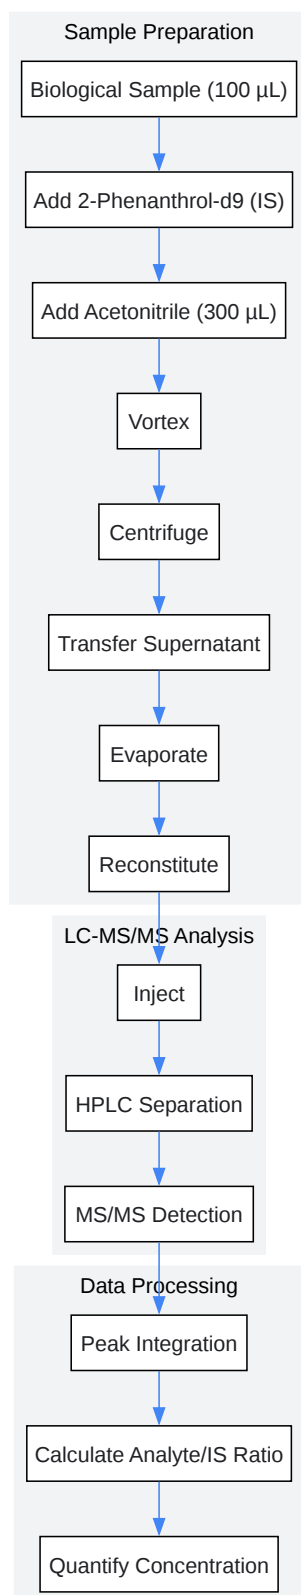 Sample Preparation
Biological Sample (100 µL)
Add 2-Phenanthrol-d9 (IS)
Add Acetonitrile (300 µL)
Vortex
Centrifuge
Transfer Supernatant
Evaporate
Reconstitute
LC-MS/MS Analysis
Inject
HPLC Separation
MS/MS Detection
Data Processing
Peak Integration
Calculate Analyte/IS Ratio
Quantify Concentration